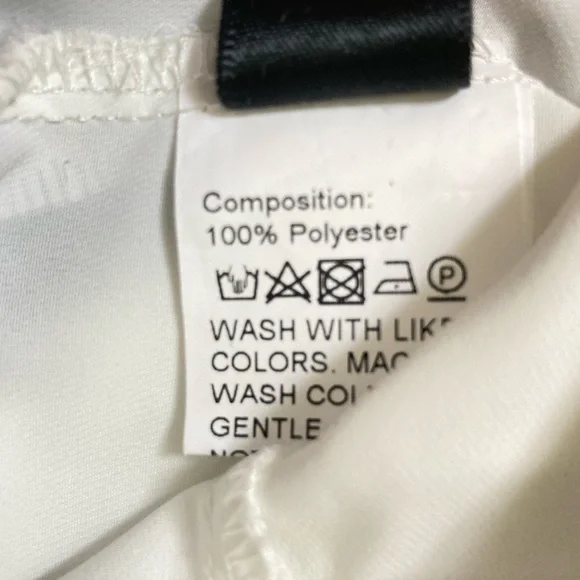 Composition:
100% Polyester
P
WASH WITH
COLORS.
WASH
GENTLE